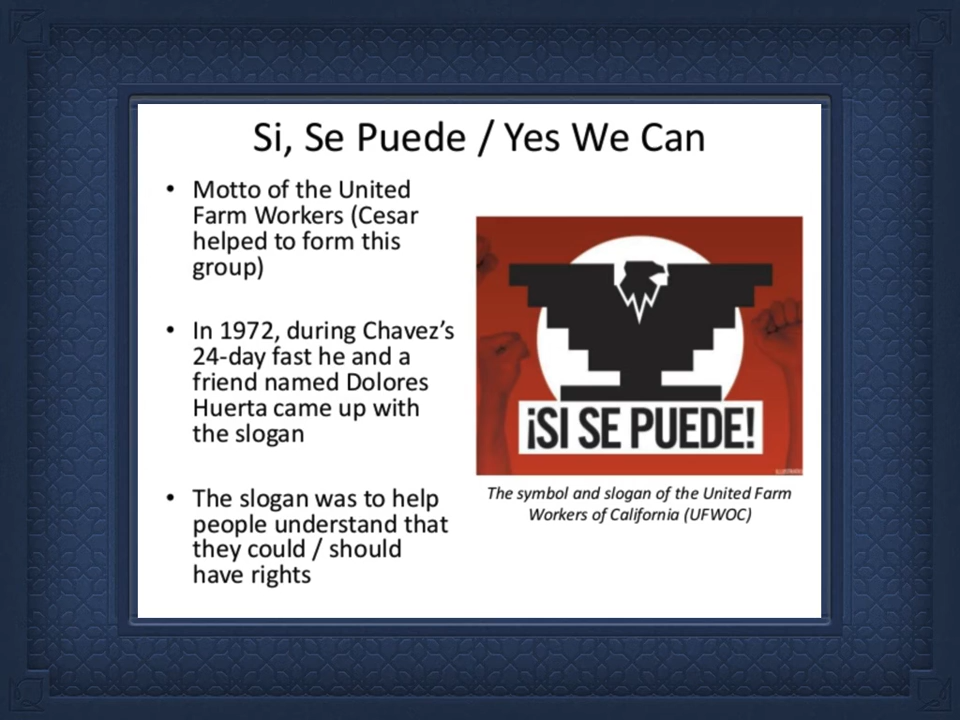 Si, Se Puede / Yes We Can
• Motto of the United
Farm Workers (Cesar
helped to form this
group)
• In 1972, during Chavez’s
24-day fast he and a
friend named Dolores
Huerta came up with
the slogan
• The slogan was to help
people understand that
they could / should
have rights
¡SI SE PUEDE!
The symbol and slogan of the United Farm
Workers of California (UFWOC)